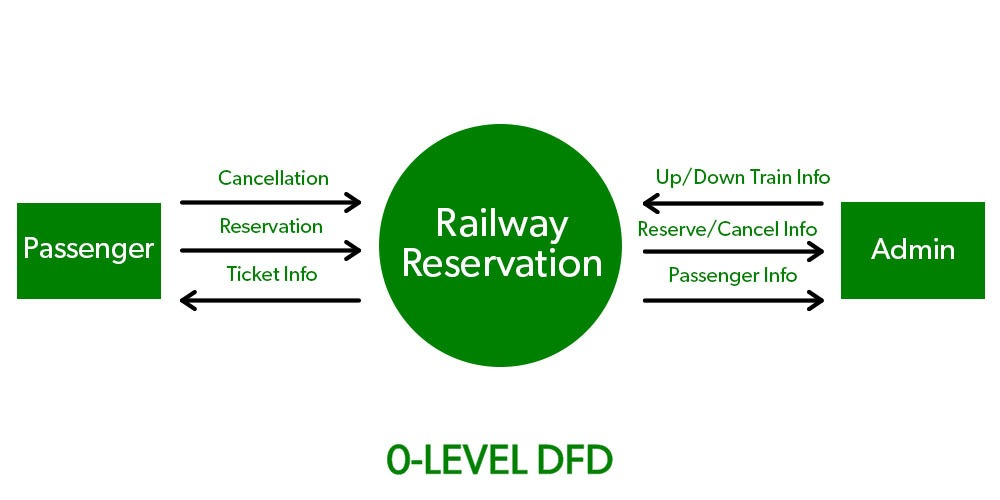 Cancellation
Up/Down Train Info
Reservation
Reserve/Cancel Info
Passenger
Railway
Reservation
Admin
Ticket Info
Passenger Info
0-LEVEL DFD